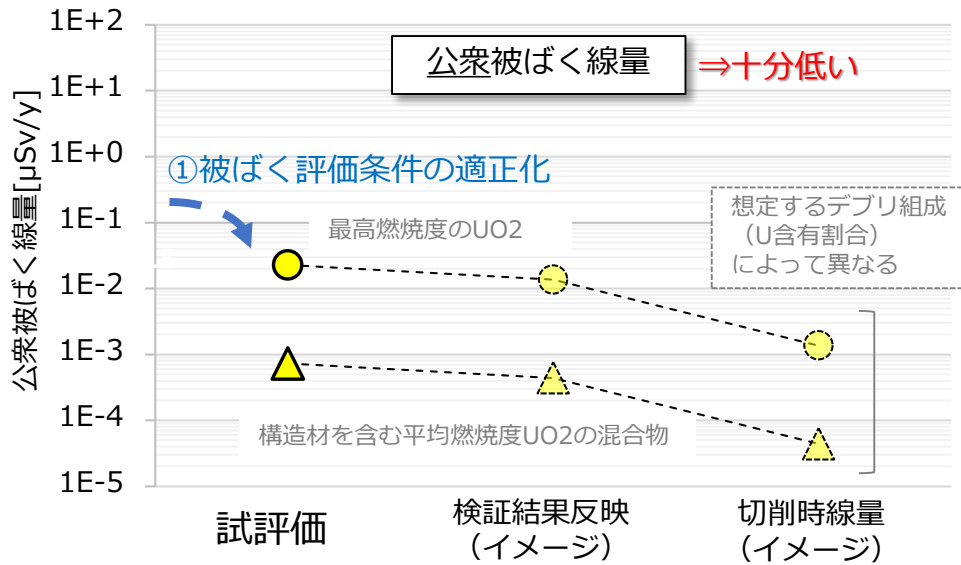 公衆被ばく線量 ⇒十分低い
公衆被ばく線量[μSv/y]
1E+2
1E+1
1E+0
1E-1
1E-2
1E-3
1E-4
1E-5
①被ばく評価条件の適正化
最高燃焼度のUO2
想定するデブリ組成
（U含有割合）
によって異なる
構造材を含む平均燃焼度UO2の混合物
試評価
検証結果反映
（イメージ）
切削時線量
（イメージ）